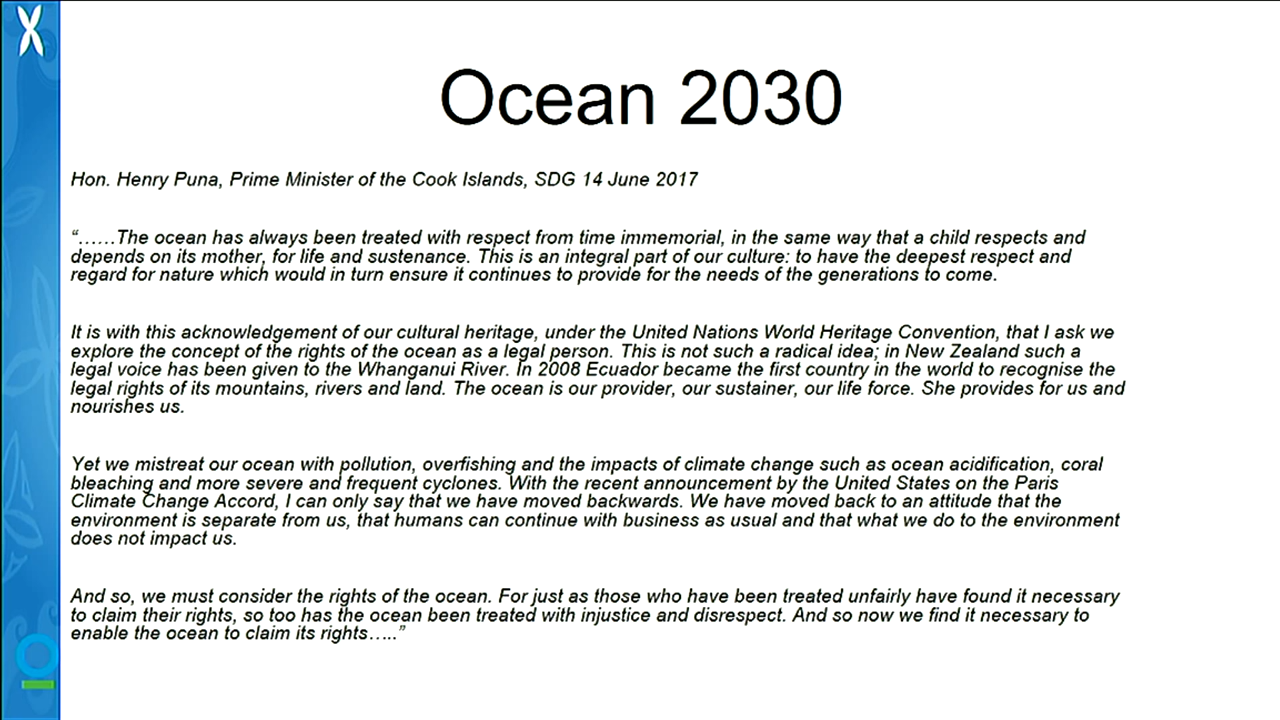 Ocean 2030
Hon. Henry Puna, Prime Minister of the Cook Islands, SDG 14 June 2017
“……The ocean has always been treated with respect from time immemorial, in the same way that a child respects and
depends on its mother, for life and sustenance. This is an integral part of our culture: to have the deepest respect and
regard for nature which would in turn ensure it continues to provide for the needs of the generations to come.
It is with this acknowledgement of our cultural heritage, under the United Nations World Heritage Convention, that I ask we
explore the concept of the rights of the ocean as a legal person. This is not such a radical idea; in New Zealand such a
legal voice has been given to the Whanganui River. In 2008 Ecuador became the first country in the world to recognise the
legal rights of its mountains, rivers and land. The ocean is our provider, our sustainer, our life force. She provides for us and
nourishes us.
Yet we mistreat our ocean with pollution, overfishing and the impacts of climate change such as ocean acidification, coral
bleaching and more severe and frequent cyclones. With the recent announcement by the United States on the Paris
Climate Change Accord, I can only say that we have moved backwards. We have moved back to an attitude that the
environment is separate from us, that humans can continue with business as usual and that what we do to the environment
does not impact us.
And so, we must consider the rights of the ocean. For just as those who have been treated unfairly have found it necessary
to claim their rights, so too has the ocean been treated with injustice and disrespect. And so now we find it necessary to
enable the ocean to claim its rights…..”